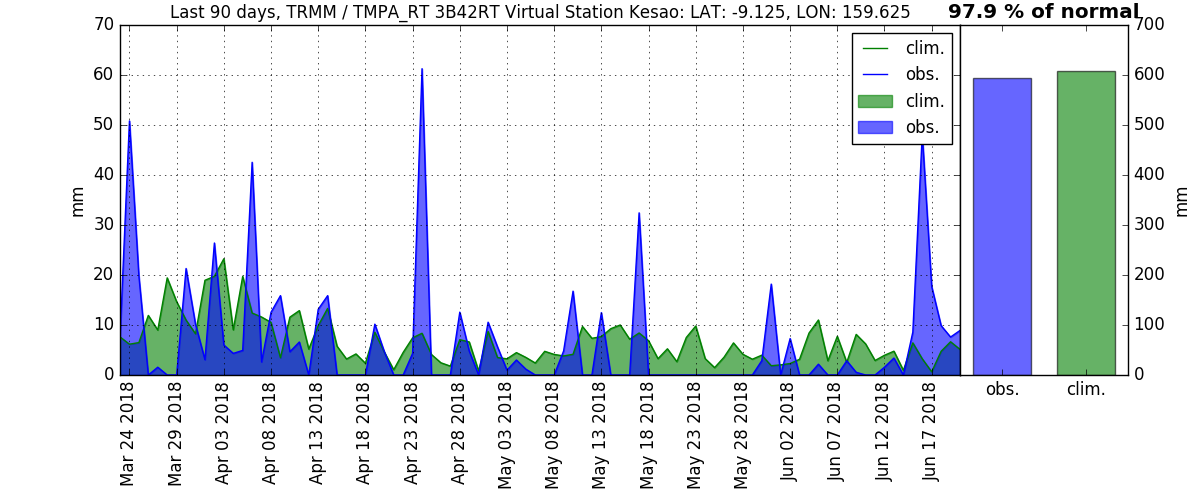 Last 90 days, TRMM / TMPA_RT 3B42RT Virtual Station Kesao: LAT: -9.125, LON: 159.625
97.9 % of normal
70
60
50
40
30
20
10
0
mm
clim.
obs.
clim.
obs.
Mar 24 2018
Mar 29 2018
Apr 03 2018
Apr 08 2018
Apr 13 2018
Apr 18 2018
Apr 23 2018
Apr 28 2018
May 03 2018
May 08 2018
May 13 2018
May 18 2018
May 23 2018
May 28 2018
Jun 02 2018
Jun 07 2018
Jun 12 2018
Jun 17 2018
obs.
clim.
700
600
500
400
300
200
100
0
mm